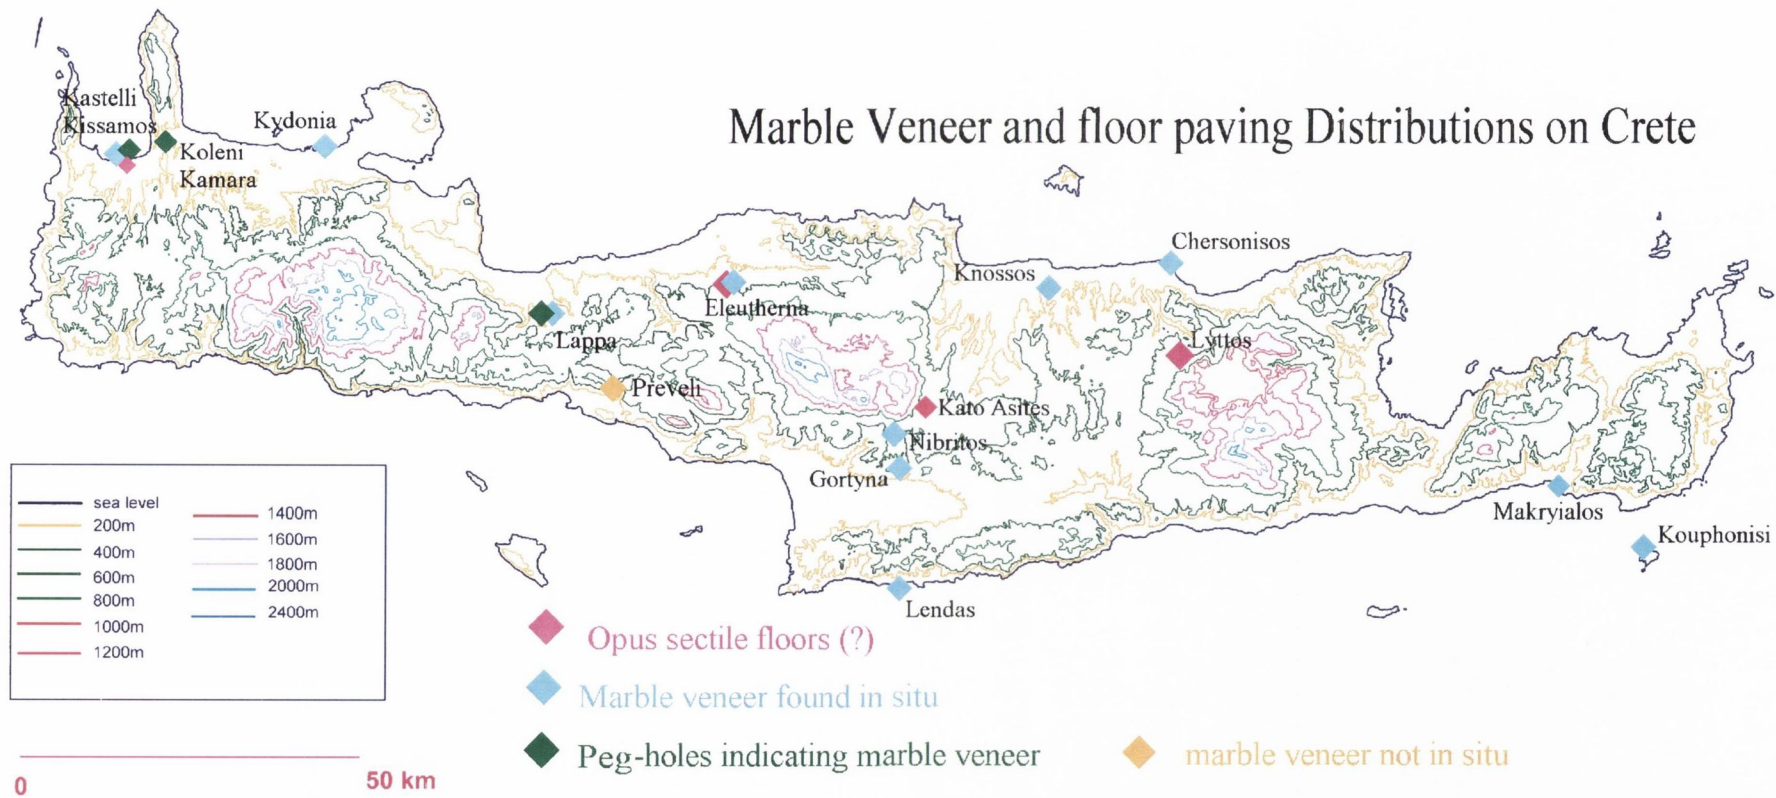 Marble Veneer and floor paving Distributions on Crete
Kastelli
Kissamos
Koleni
Kamara
Kydonia
Chersonisos
Knossos
Eleutherna
Lappa
Lyttos
Preveli
Kato Asites
Nibritos
Gortyna
Makryialos
Kouphonisi
Lendas
sea level
200m
400m
600m
800m
1000m
1200m
1400m
1600m
1800m
2000m
2400m
Opus sectile floors (?)
Marble veneer found in situ
Peg-holes indicating marble veneer
marble veneer not in situ
0
50 km